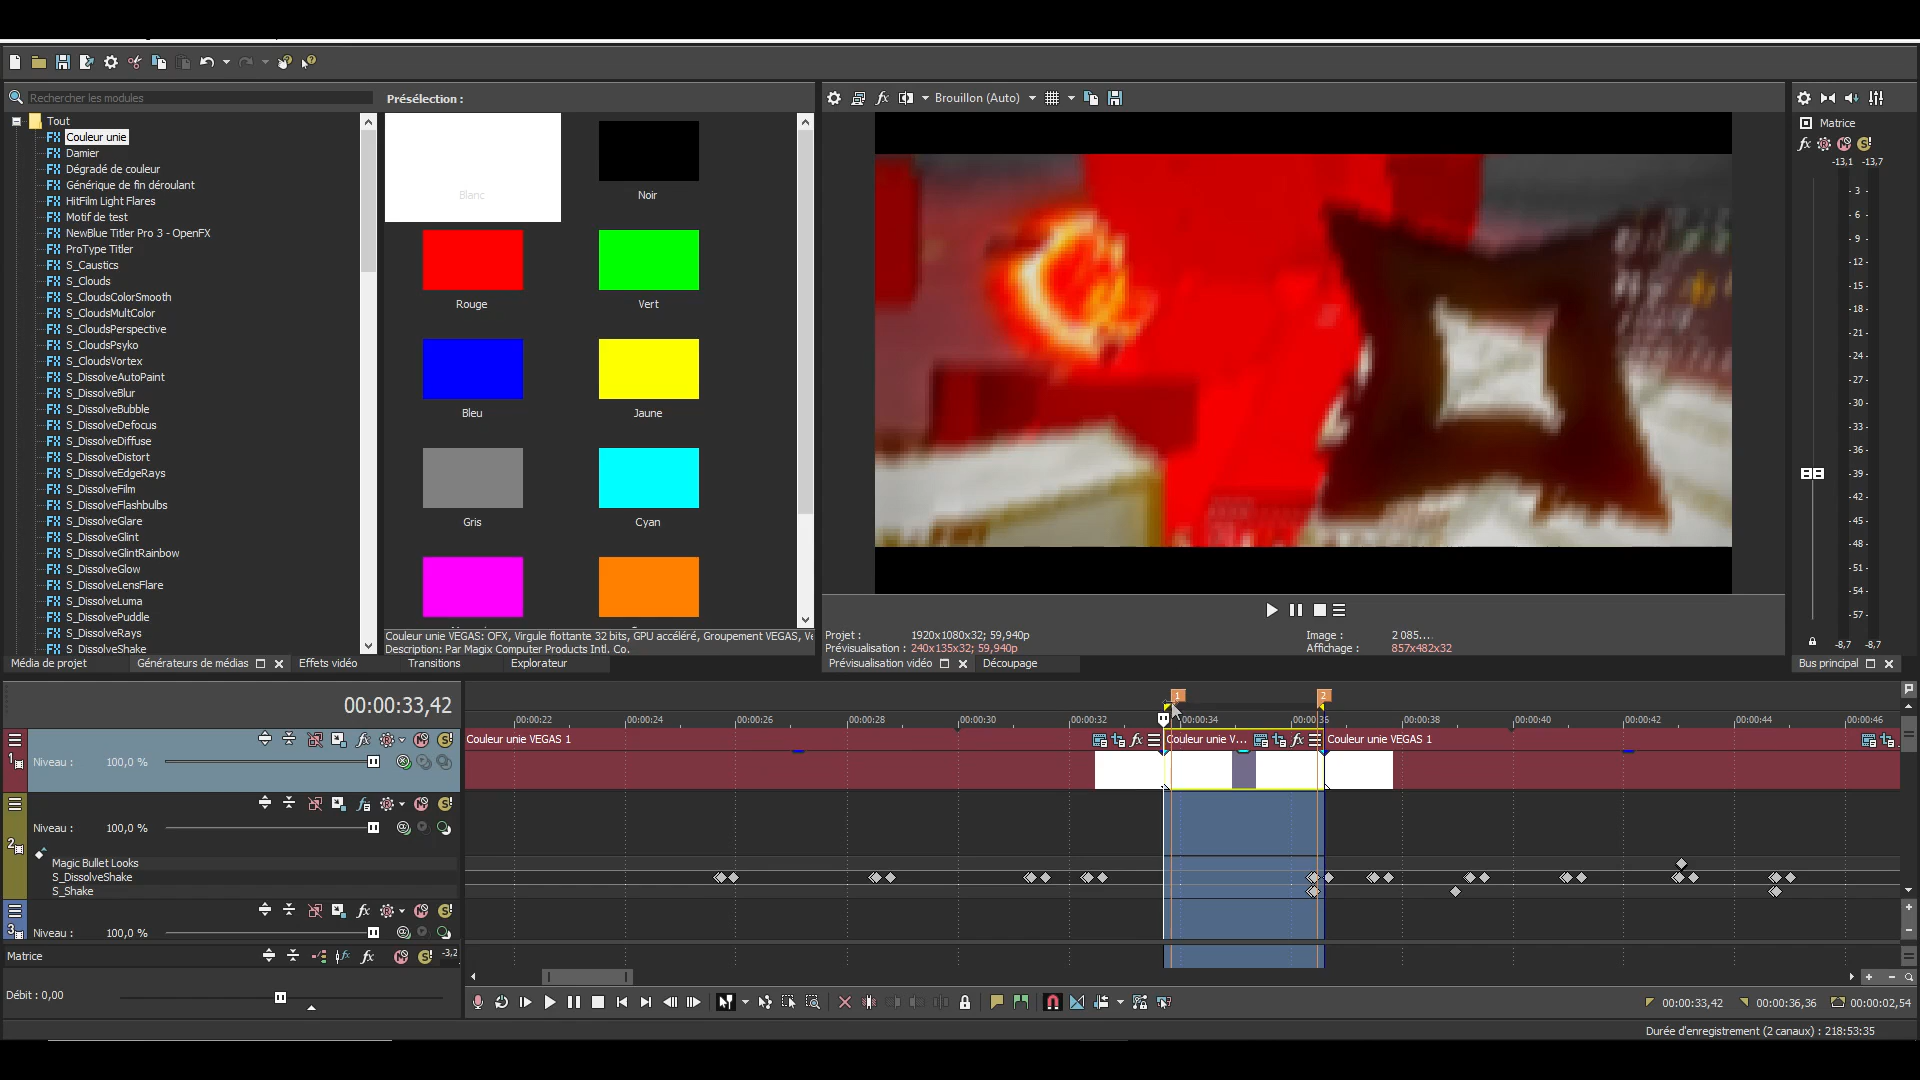 Rechercher les modules
Présélection :
Brouillon (Auto)
Tout
Couleur unie
Damier
Dégradé de couleur
Générique de fin déroulant
HitFilm Light Flares
Motif de test
NewBlue Titler Pro 3 - OpenFX
ProType Titler
S_Caustics
S_Clouds
S_CloudsColorSmooth
S_CloudsMultColor
S_CloudsPerspective
S_CloudsPsyko
S_CloudsVortex
S_DissolveAutoPaint
S_DissolveBlur
S_DissolveBubble
S_DissolveDefocus
S_DissolveDiffuse
S_DissolveDistort
S_DissolveEdgeRays
S_DissolveFilm
S_DissolveFlashbulbs
S_DissolveGlare
S_DissolveGlint
S_DissolveGlintRainbow
S_DissolveGlow
S_DissolveLensFlare
S_DissolveLuma
S_DissolvePuddle
S_DissolveRays
S_DissolveShake
Blanc
Noir
Rouge
Vert
Bleu
Jaune
Gris
Cyan
Couleur unie VEGAS: OFX, Virgule flottante 32 bits, GPU accéléré, Groupement VEGAS, Ve
Description: Par Magix Computer Products Intl. Co.
Média de projet
Générateurs de médias
Effets vidéo
Transitions
Explorateur
Projet : 1920x1080x32; 59,940p
Prévisualisation : 240x135x32; 59,940p
Image : 2 085....
Affichage : 857x482x32
Prévisualisation vidéo
Découpage
Matrice
-13,1 -13,7
- 3 -
- 6 -
- 9 -
- 12 -
- 15 -
- 18 -
- 21 -
- 24 -
- 27 -
- 30 -
- 33 -
- 36 -
- 39 -
- 42 -
- 45 -
- 48 -
- 51 -
- 54 -
- 57 -
-8,7 -8,7
Bus principal
00:00:33,42
1
2
00:00:22
00:00:24
00:00:26
00:00:28
00:00:30
00:00:32
00:00:34
00:00:36
00:00:38
00:00:40
00:00:42
00:00:44
00:00:46
Couleur unie VEGAS 1
Couleur unie V...
Couleur unie VEGAS 1
1
Niveau : 100,0 %
2
Niveau : 100,0 %
Magic Bullet Looks
S_DissolveShake
S_Shake
3
Niveau : 100,0 %
Matrice
-3,2
Débit : 0,00
00:00:33,42
00:00:36,36
00:00:02,54
Durée d'enregistrement (2 canaux) : 218:53:35